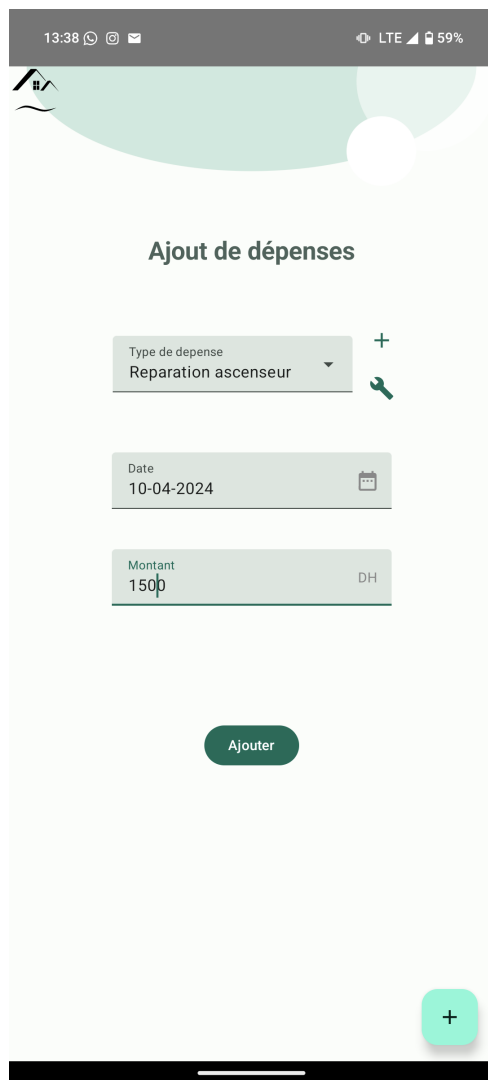 13:38 LTE 59%
Ajout de dépenses
Type de depense
Reparation ascenseur
Date
10-04-2024
Montant
1500 DH
Ajouter